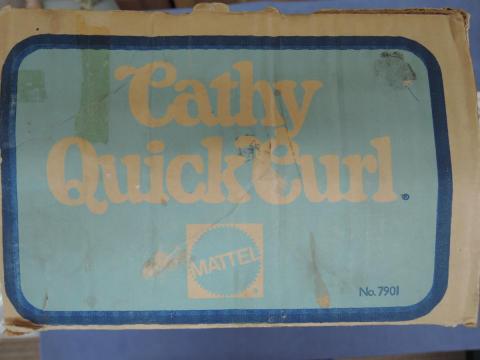 Cathy
Quick Curl®
MATTEL®
No. 7901